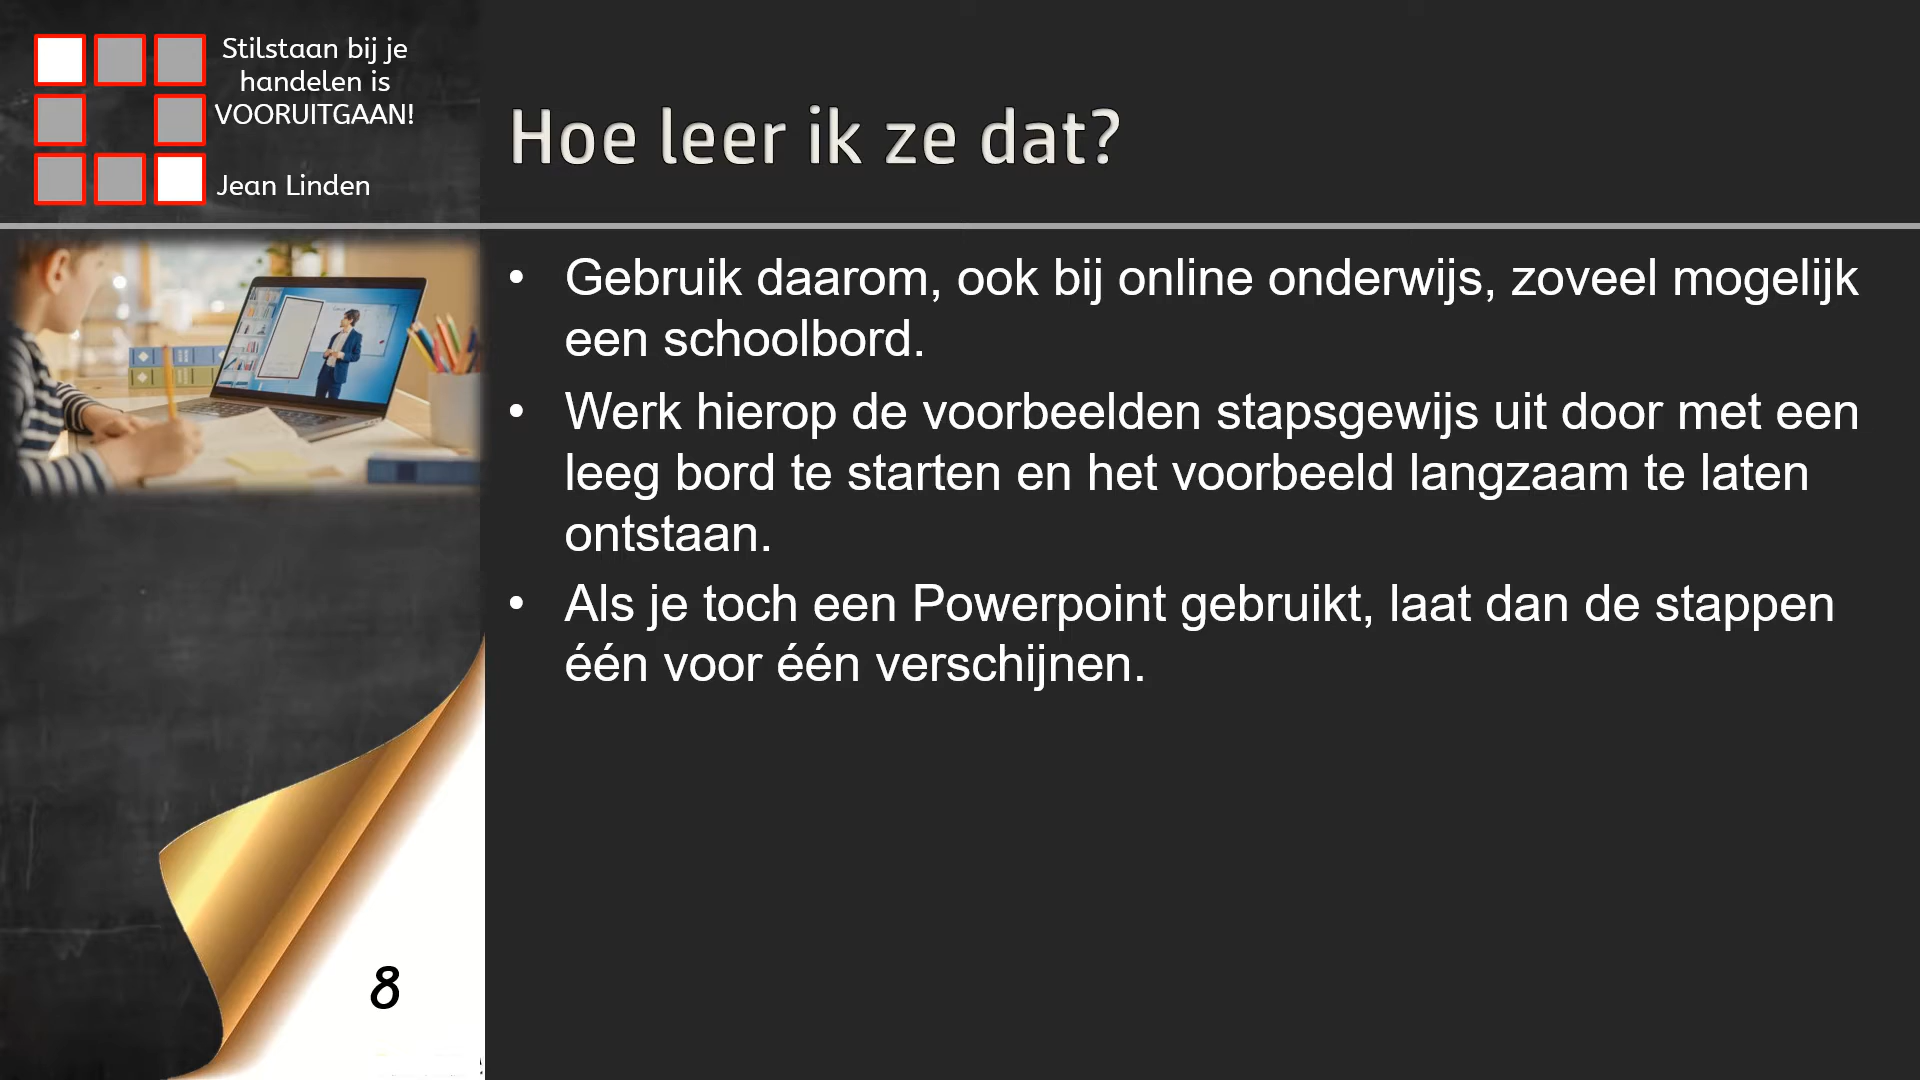 Stilstaan bij je
handelen is
VOORUITGAAN!
Jean Linden
Hoe leer ik ze dat?
• Gebruik daarom, ook bij online onderwijs, zoveel mogelijk
een schoolbord.
• Werk hierop de voorbeelden stapsgewijs uit door met een
leeg bord te starten en het voorbeeld langzaam te laten
ontstaan.
• Als je toch een Powerpoint gebruikt, laat dan de stappen
één voor één verschijnen.
8